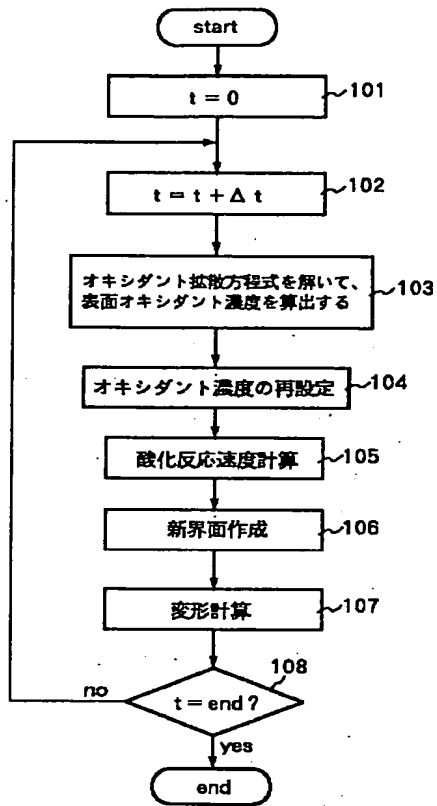 start
t = 0
101
t = t + Δ t
102
オキシダント拡散方程式を解いて、
表面オキシダント濃度を算出する
103
オキシダント濃度の再設定
104
酸化反応速度計算
105
新界面作成
106
変形計算
107
108
t = end ?
no
yes
end